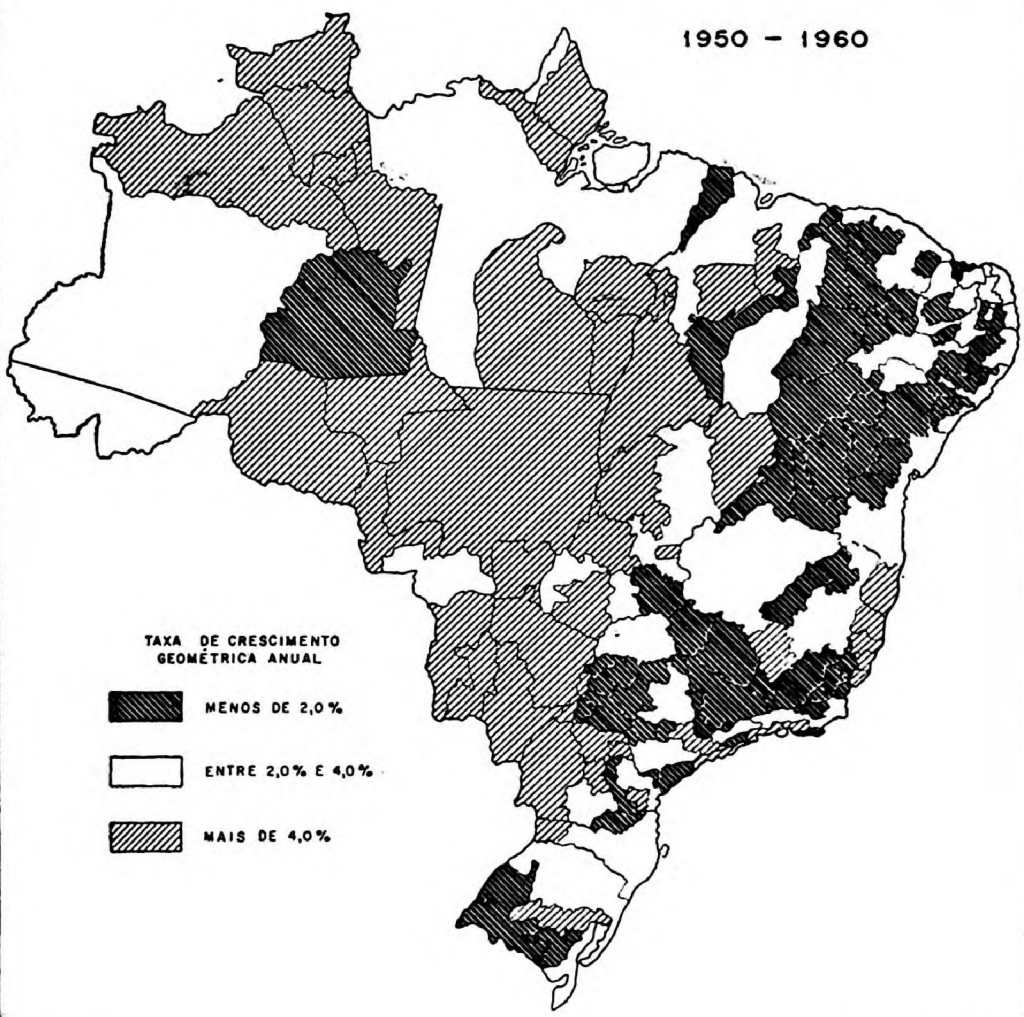 1950 - 1960
TAXA DE CRESCIMENTO
GEOMÉTRICA ANUAL
MENOS DE 2,0%
ENTRE 2,0% E 4,0%
MAIS DE 4,0%